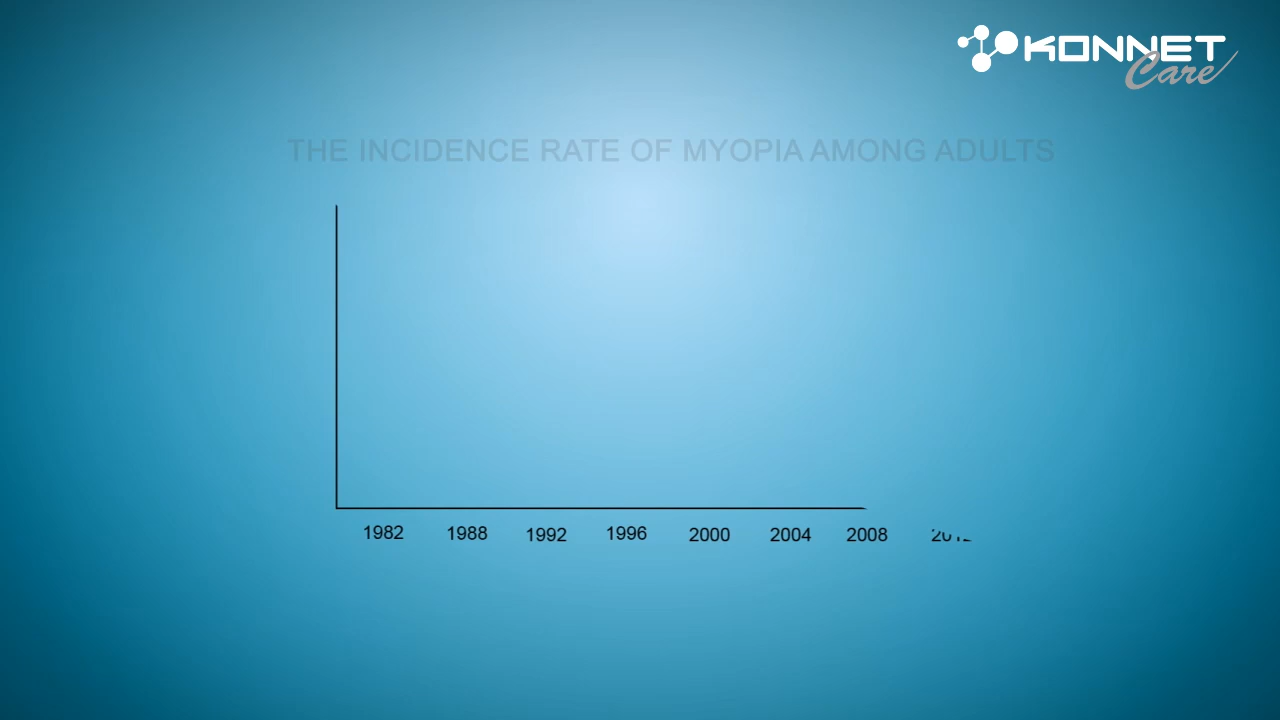 KONNET
Care
THE INCIDENCE RATE OF MYOPIA AMONG ADULTS
1982 1988 1992 1996 2000 2004 2008